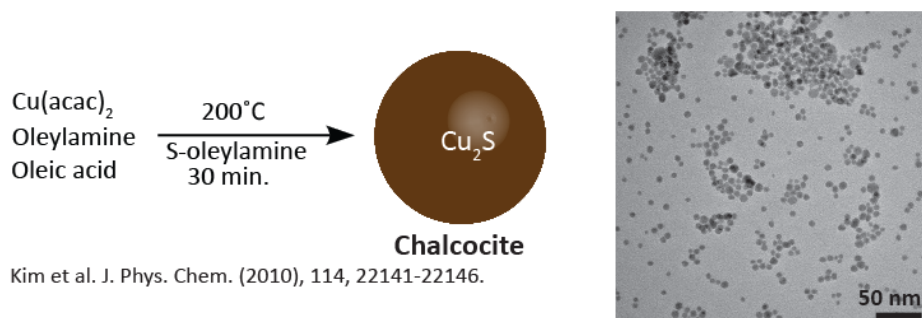 Cu(acac)₂
Oleylamine
Oleic acid
200˚C
S-oleylamine
30 min.
Cu₂S
Chalcocite
Kim et al. J. Phys. Chem. (2010), 114, 22141-22146.
50 nm